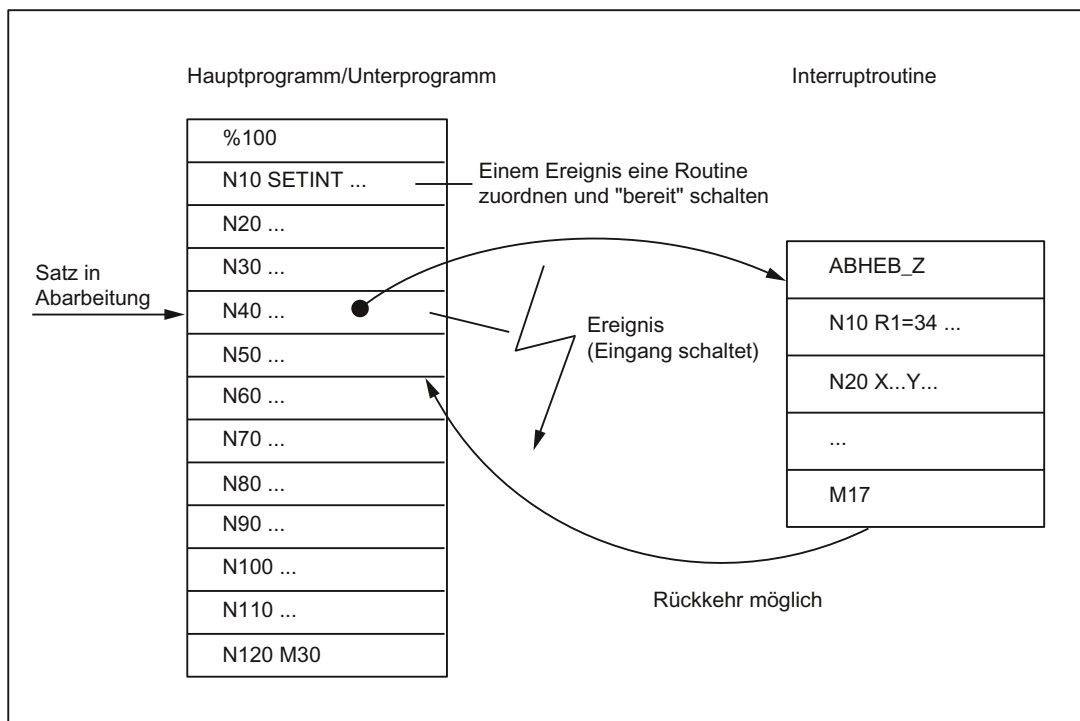 Hauptprogramm/Unterprogramm
Interruptroutine
%100
N10 SETINT ...
Einem Ereignis eine Routine
zuordnen und "bereit" schalten
N20 ...
N30 ...
Satz in
Abarbeitung
N40 ...
N50 ...
N60 ...
N70 ...
N80 ...
N90 ...
N100 ...
N110 ...
N120 M30
Ereignis
(Eingang schaltet)
ABHEB_Z
N10 R1=34 ...
N20 X...Y...
...
M17
Rückkehr möglich